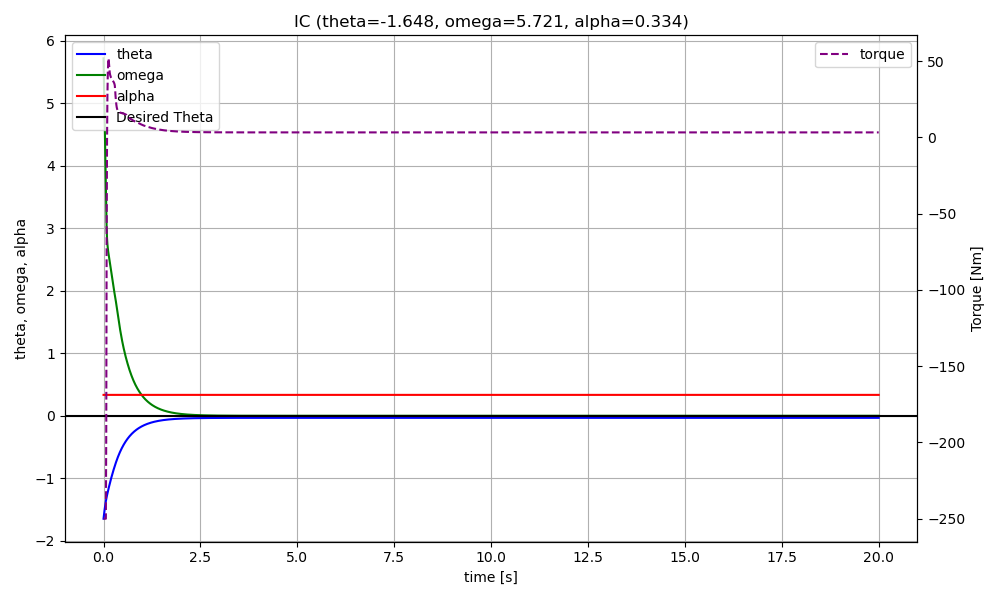 IC (theta=-1.648, omega=5.721, alpha=0.334)
theta
omega
alpha
Desired Theta
torque
6
5
4
3
2
1
0
−1
−2
theta, omega, alpha
50
0
−50
−100
−150
−200
−250
Torque [Nm]
0.0 2.5 5.0 7.5 10.0 12.5 15.0 17.5 20.0
time [s]